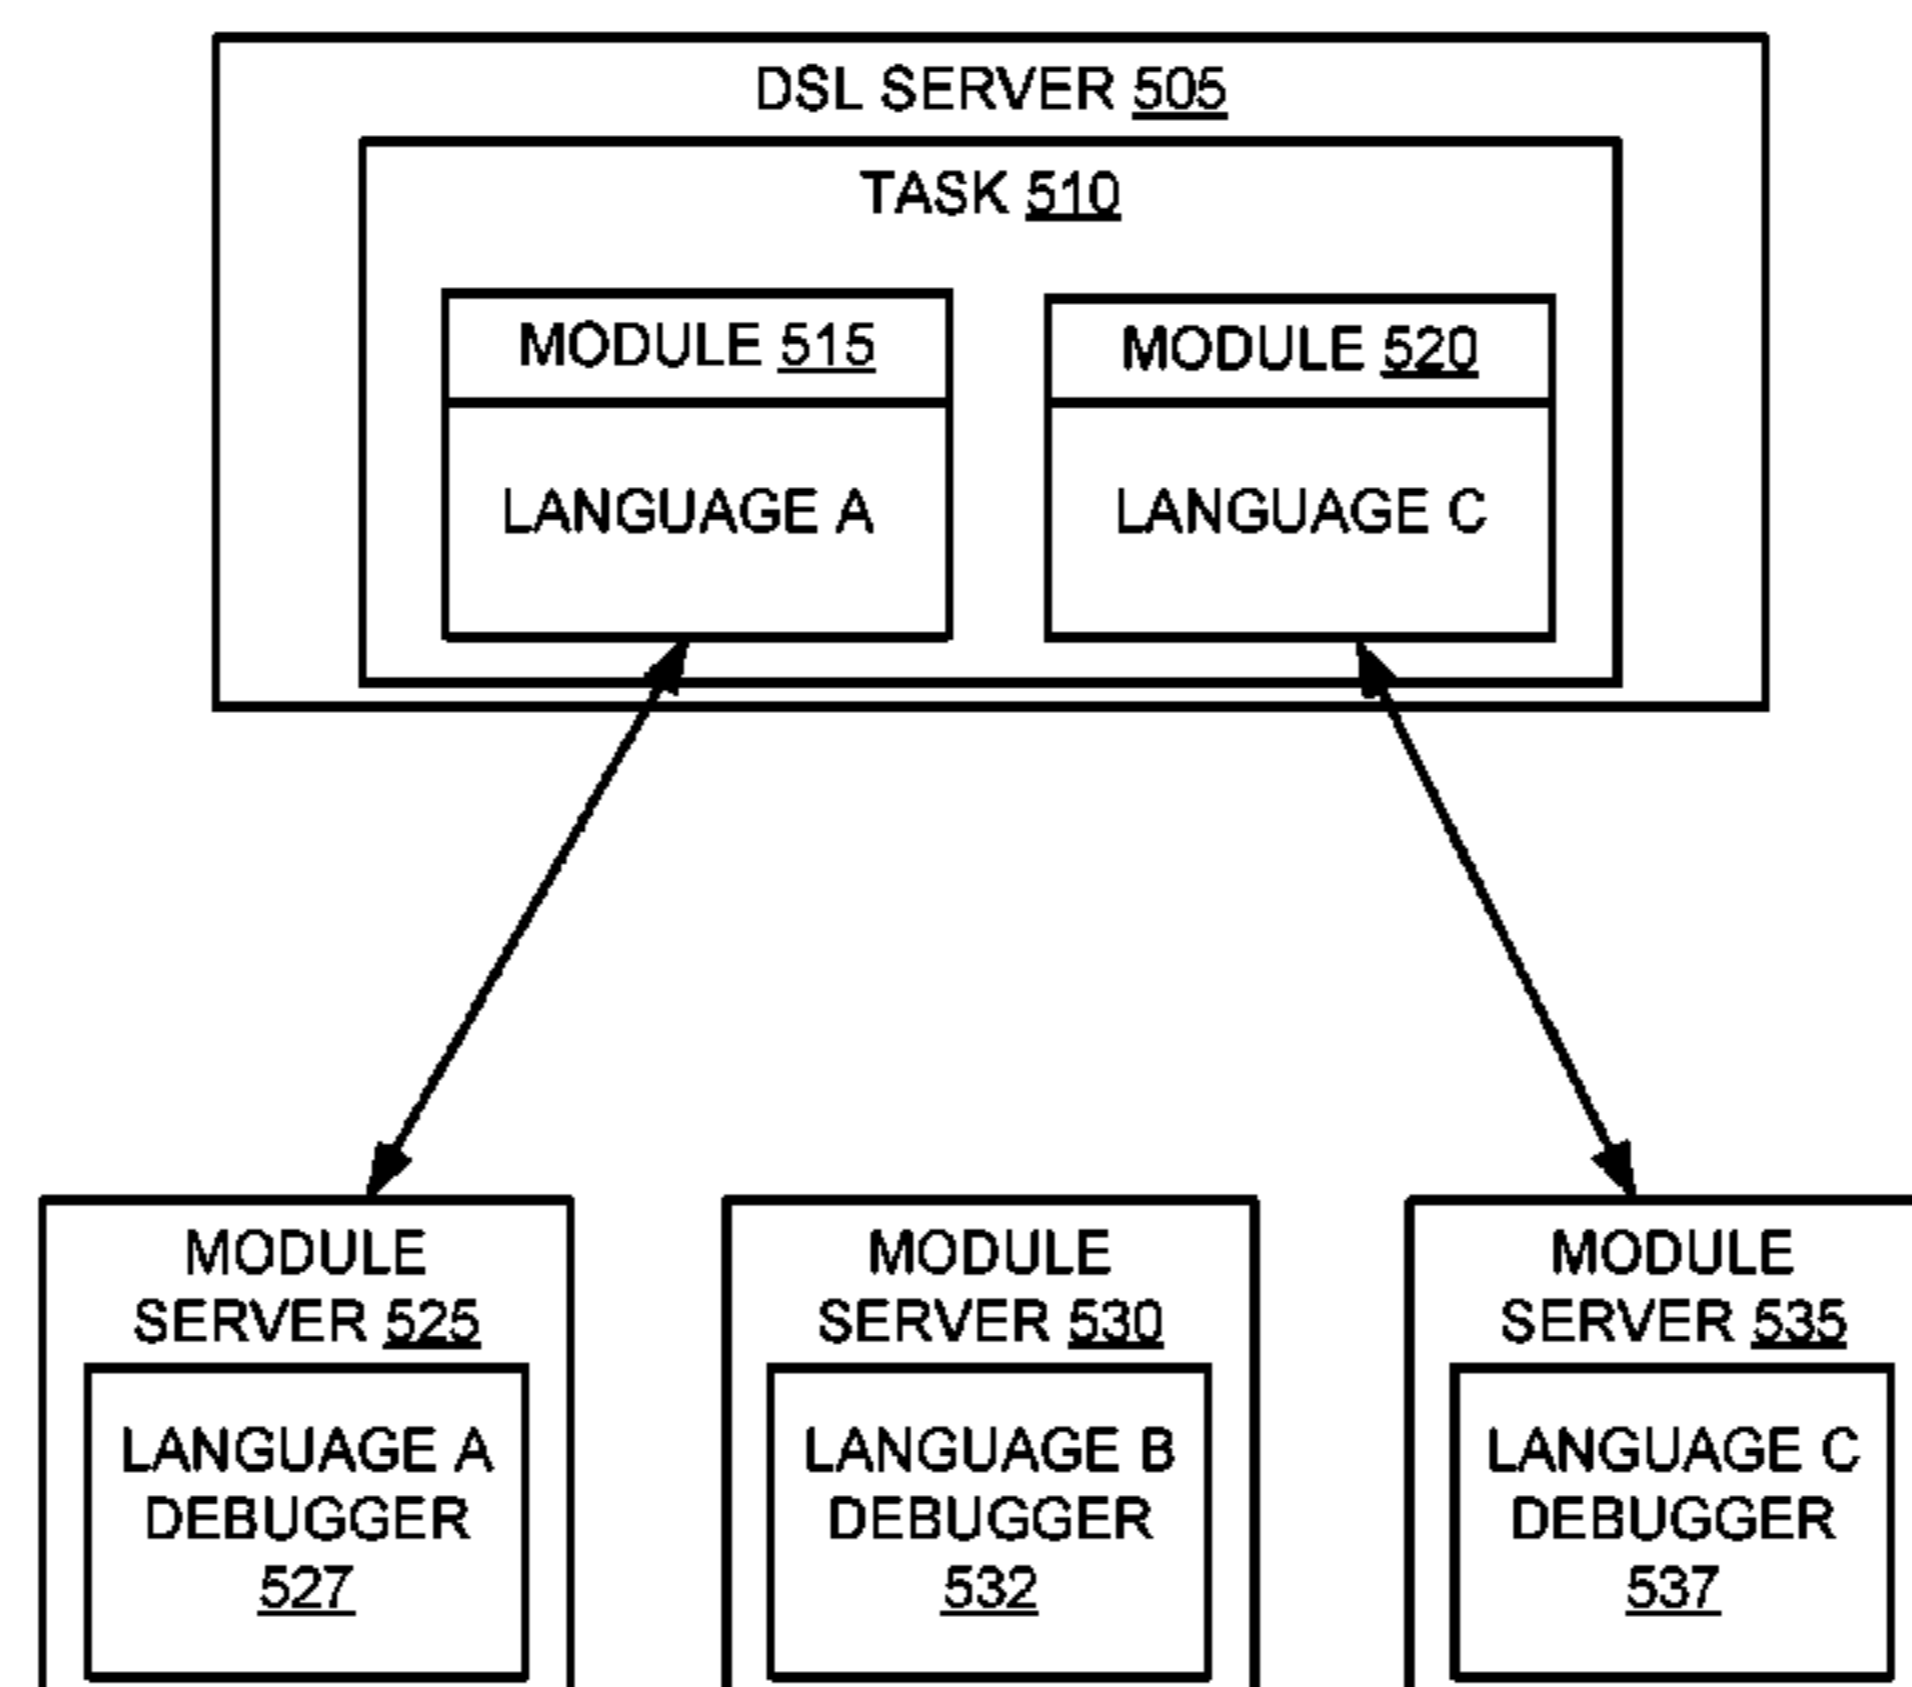 DSL SERVER 505
TASK 510
MODULE 515
LANGUAGE A
MODULE 520
LANGUAGE C
MODULE
SERVER 525
LANGUAGE A
DEBUGGER
527
MODULE
SERVER 530
LANGUAGE B
DEBUGGER
532
MODULE
SERVER 535
LANGUAGE C
DEBUGGER
537